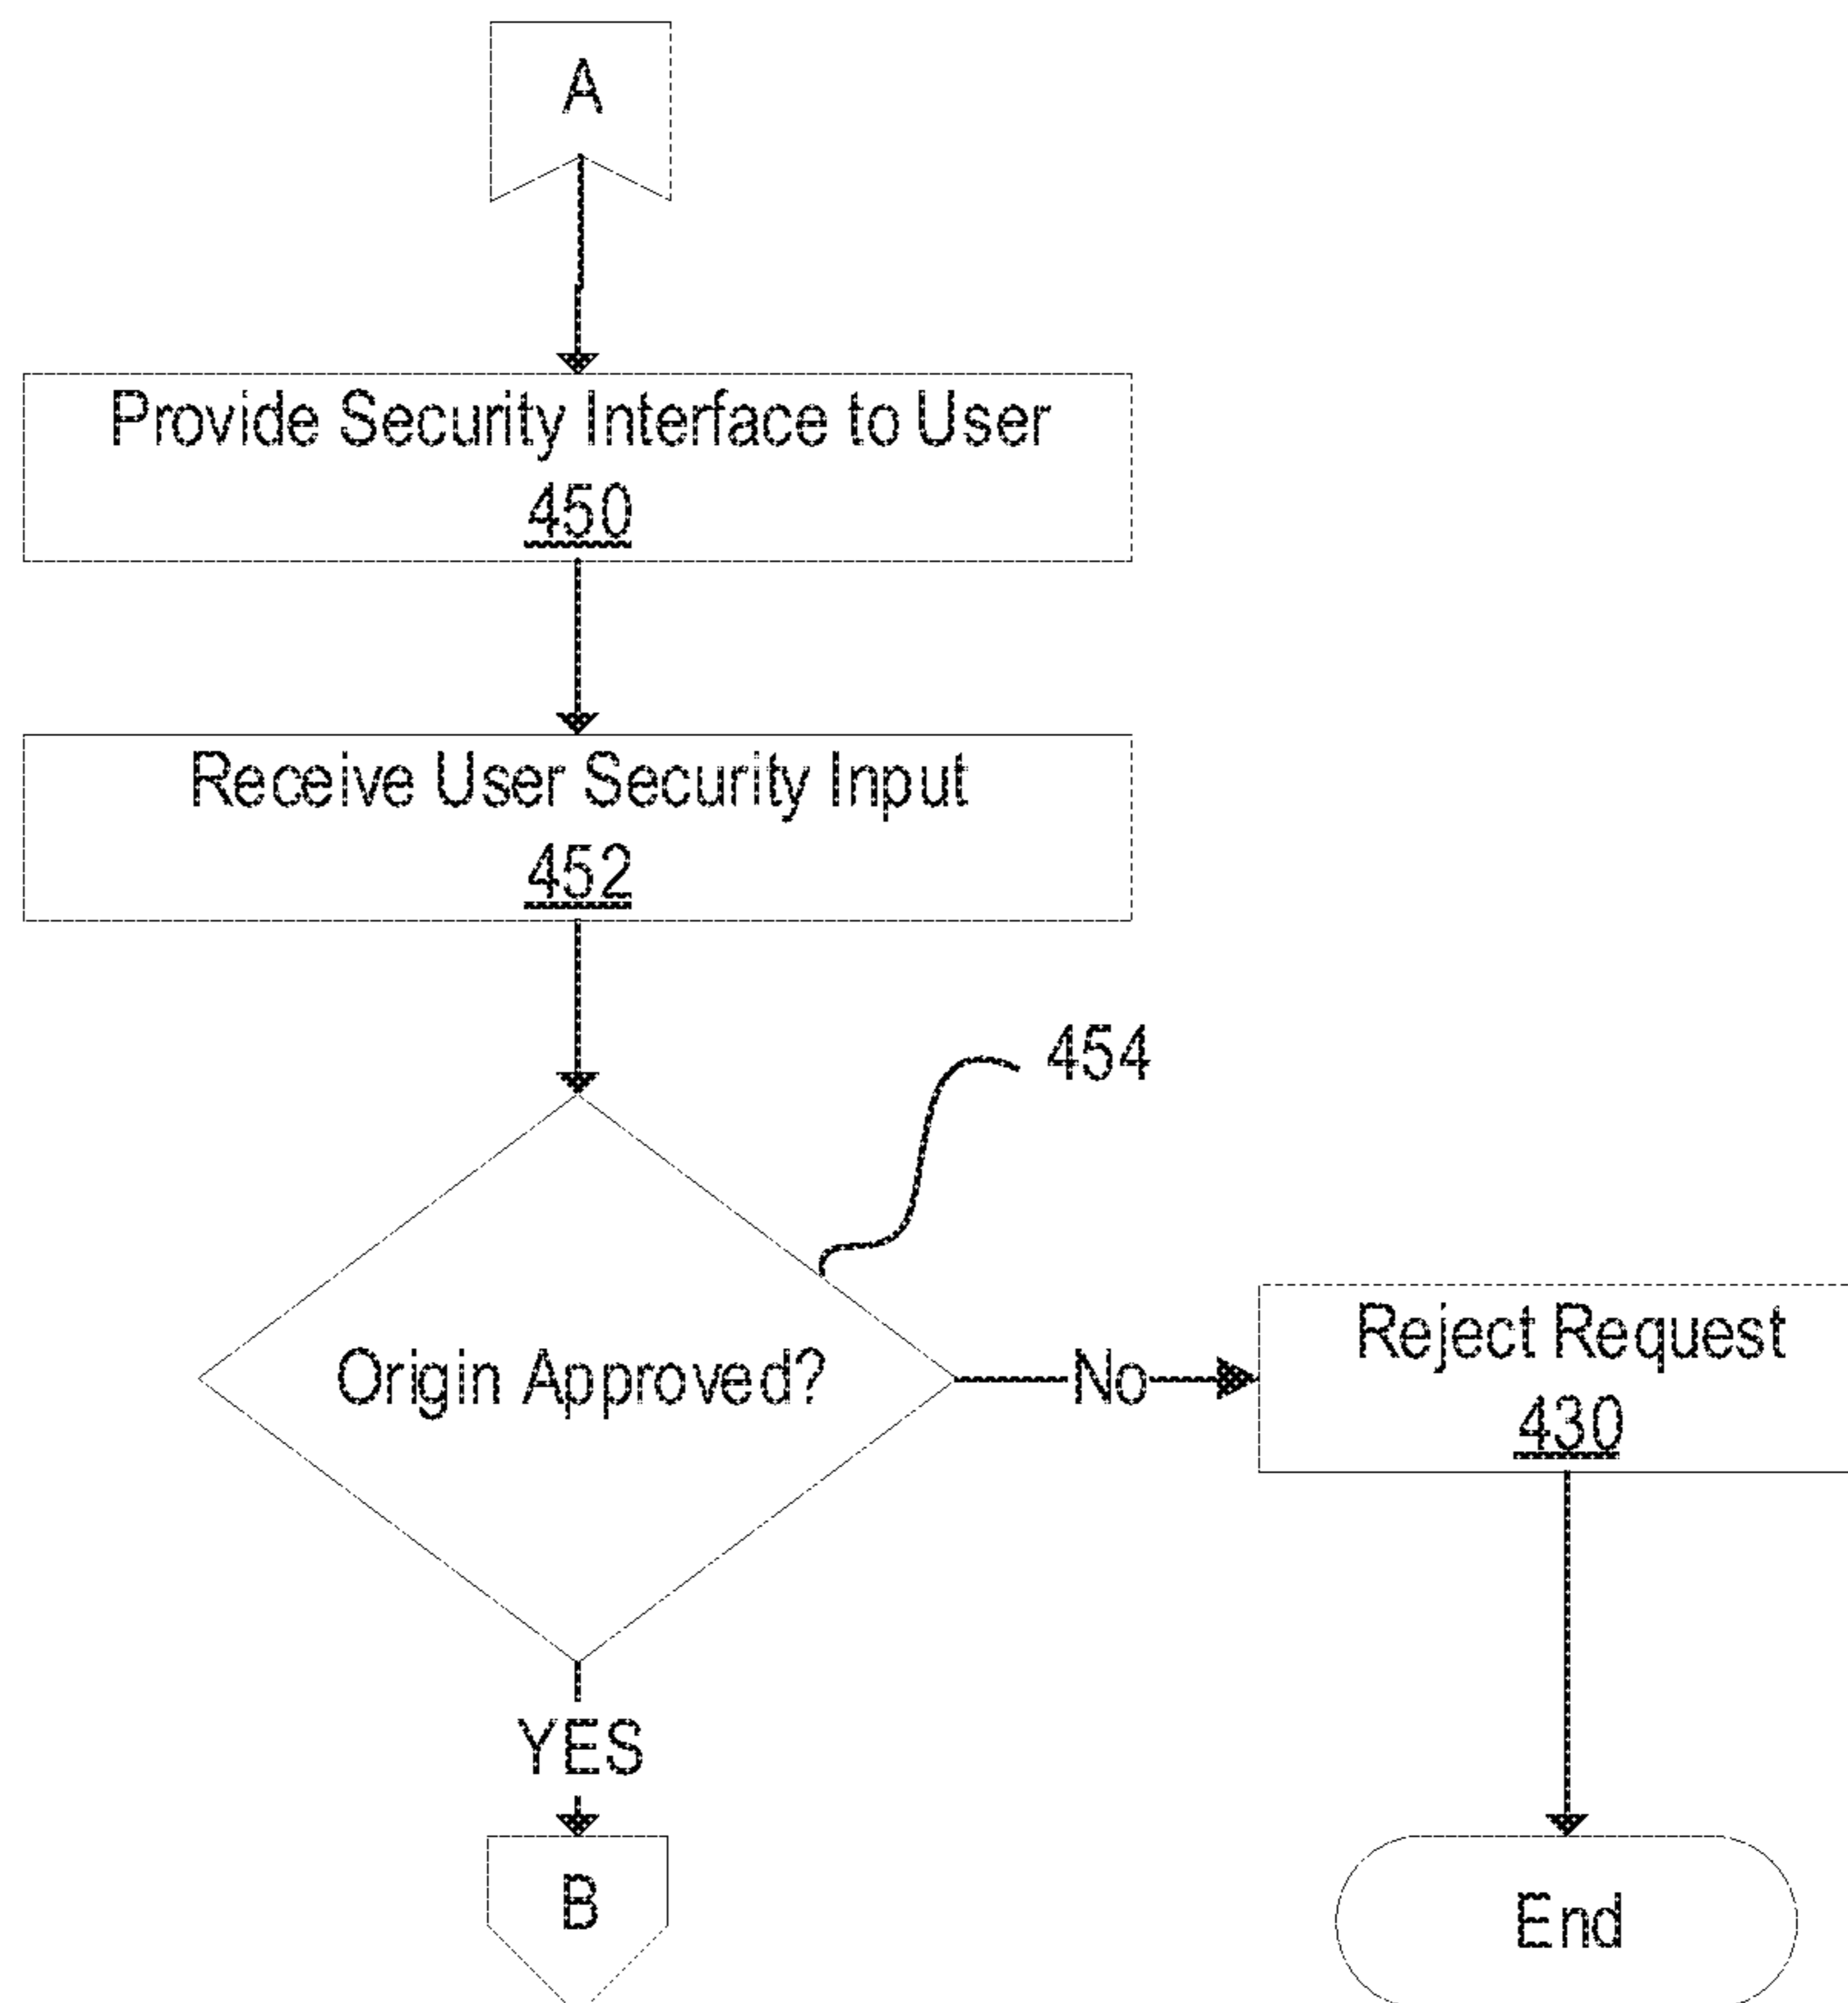 A
Provide Security Interface to User
450
Receive User Security Input
452
454
Origin Approved?
No
Reject Request
430
YES
B
End